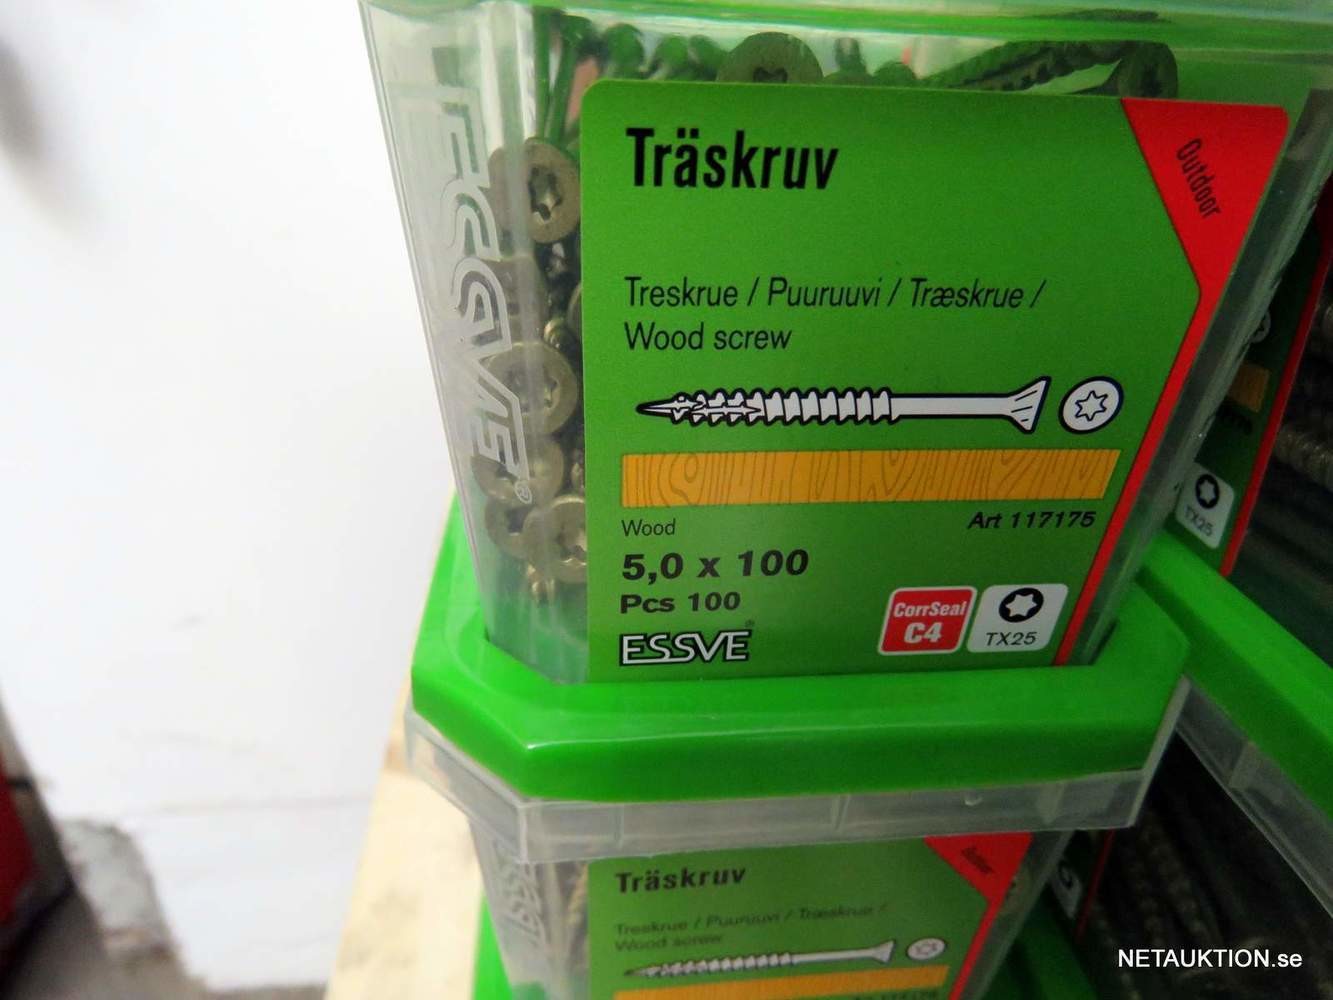 Träskruv
Outdoor
Treskrue / Puuruuvi / Træskrue /
Wood screw
Wood
Art 117175
5,0 x 100
Pcs 100
ESSVE
CorrSeal
C4
TX25
ESSVE
TX25
Träskruv
Outdoor
Treskrue / Puuruuvi / Træskrue /
Wood screw
NETAUKTION.se